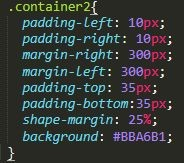 .container2{
padding-left: 10px;
padding-right: 10px;
margin-right: 300px;
margin-left: 300px;
padding-top: 35px;
padding-bottom:35px;
shape-margin: 25%;
background: #BBA6B1;
}